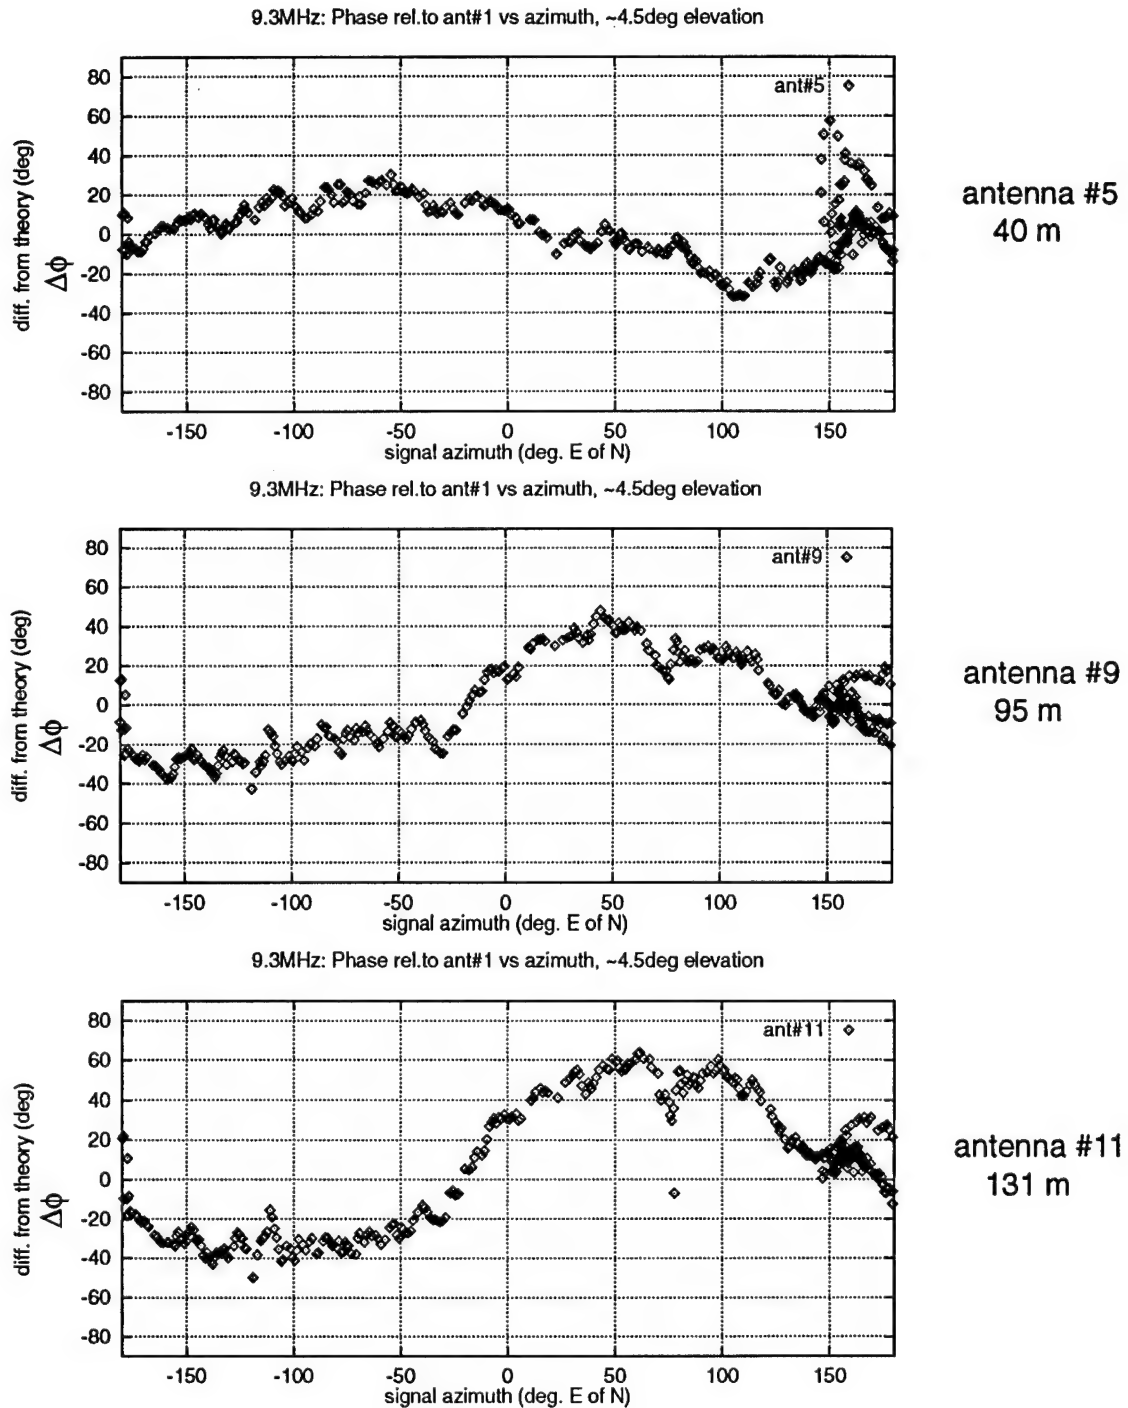 9.3MHz: Phase rel.to ant#1 vs azimuth, ~4.5deg elevation
diff. from theory (deg)
Δϕ
80
60
40
20
0
-20
-40
-60
-80
ant#5
-150 -100 -50 0 50 100 150
signal azimuth (deg. E of N)
antenna #5
40 m
9.3MHz: Phase rel.to ant#1 vs azimuth, ~4.5deg elevation
diff. from theory (deg)
Δϕ
80
60
40
20
0
-20
-40
-60
-80
ant#9
-150 -100 -50 0 50 100 150
signal azimuth (deg. E of N)
antenna #9
95 m
9.3MHz: Phase rel.to ant#1 vs azimuth, ~4.5deg elevation
diff. from theory (deg)
Δϕ
80
60
40
20
0
-20
-40
-60
-80
ant#11
-150 -100 -50 0 50 100 150
signal azimuth (deg. E of N)
antenna #11
131 m